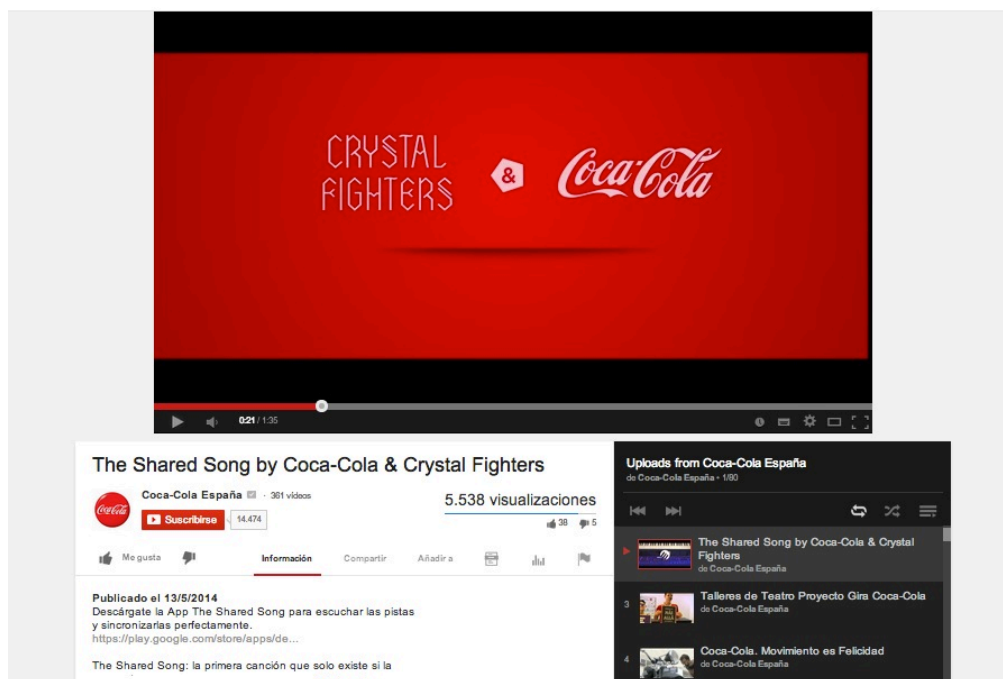 CRYSTAL
FIGHTERS
&
Coca-Cola
0:21 / 1:35
The Shared Song by Coca-Cola & Crystal Fighters
Coca-Cola
Coca-Cola España · 361 vídeos
Suscribirse 14.474
5.538 visualizaciones
38 5
Me gusta Información Compartir Añadir a
Publicado el 13/5/2014
Descárgate la App The Shared Song para escuchar las pistas
y sincronizarlas perfectamente.
https://play.google.com/store/apps/de...
The Shared Song: la primera canción que solo existe si la
Uploads from Coca-Cola España
de Coca-Cola España • 1/80
The Shared Song by Coca-Cola & Crystal
Fighters
de Coca-Cola España
3
Talleres de Teatro Proyecto Gira Coca-Cola
de Coca-Cola España
4
Coca-Cola. Movimiento es Felicidad
de Coca-Cola España